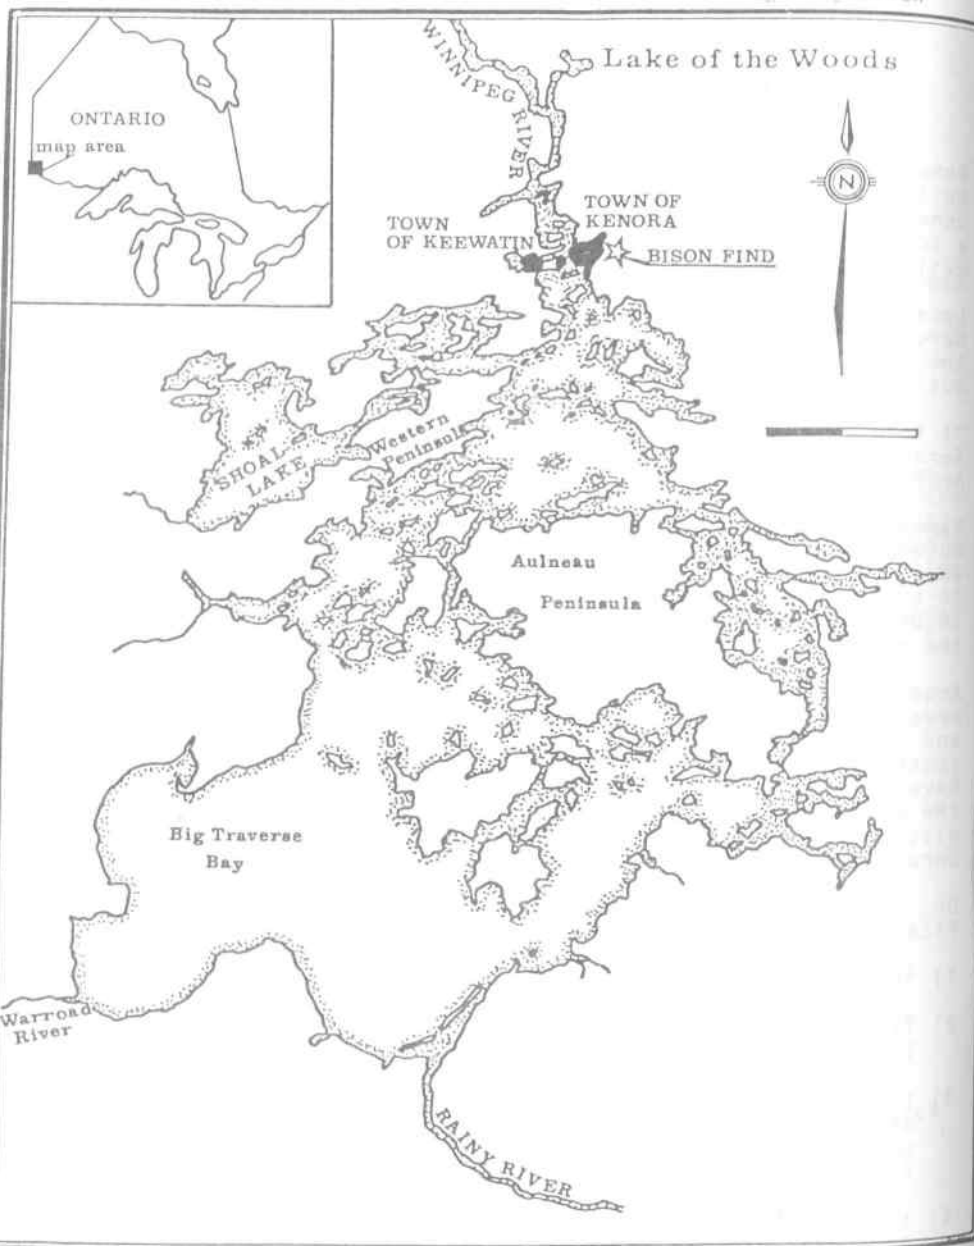 Lake of the Woods
WINNIPEG
RIVER
ONTARIO
map area
N
TOWN OF
KENORA
TOWN
OF KEEWATIN
BISON FIND
Western
Peninsula
SHOAL
LAKE
Aulneau
Peninsula
Big Traverse
Bay
Warroad
River
RAINY RIVER